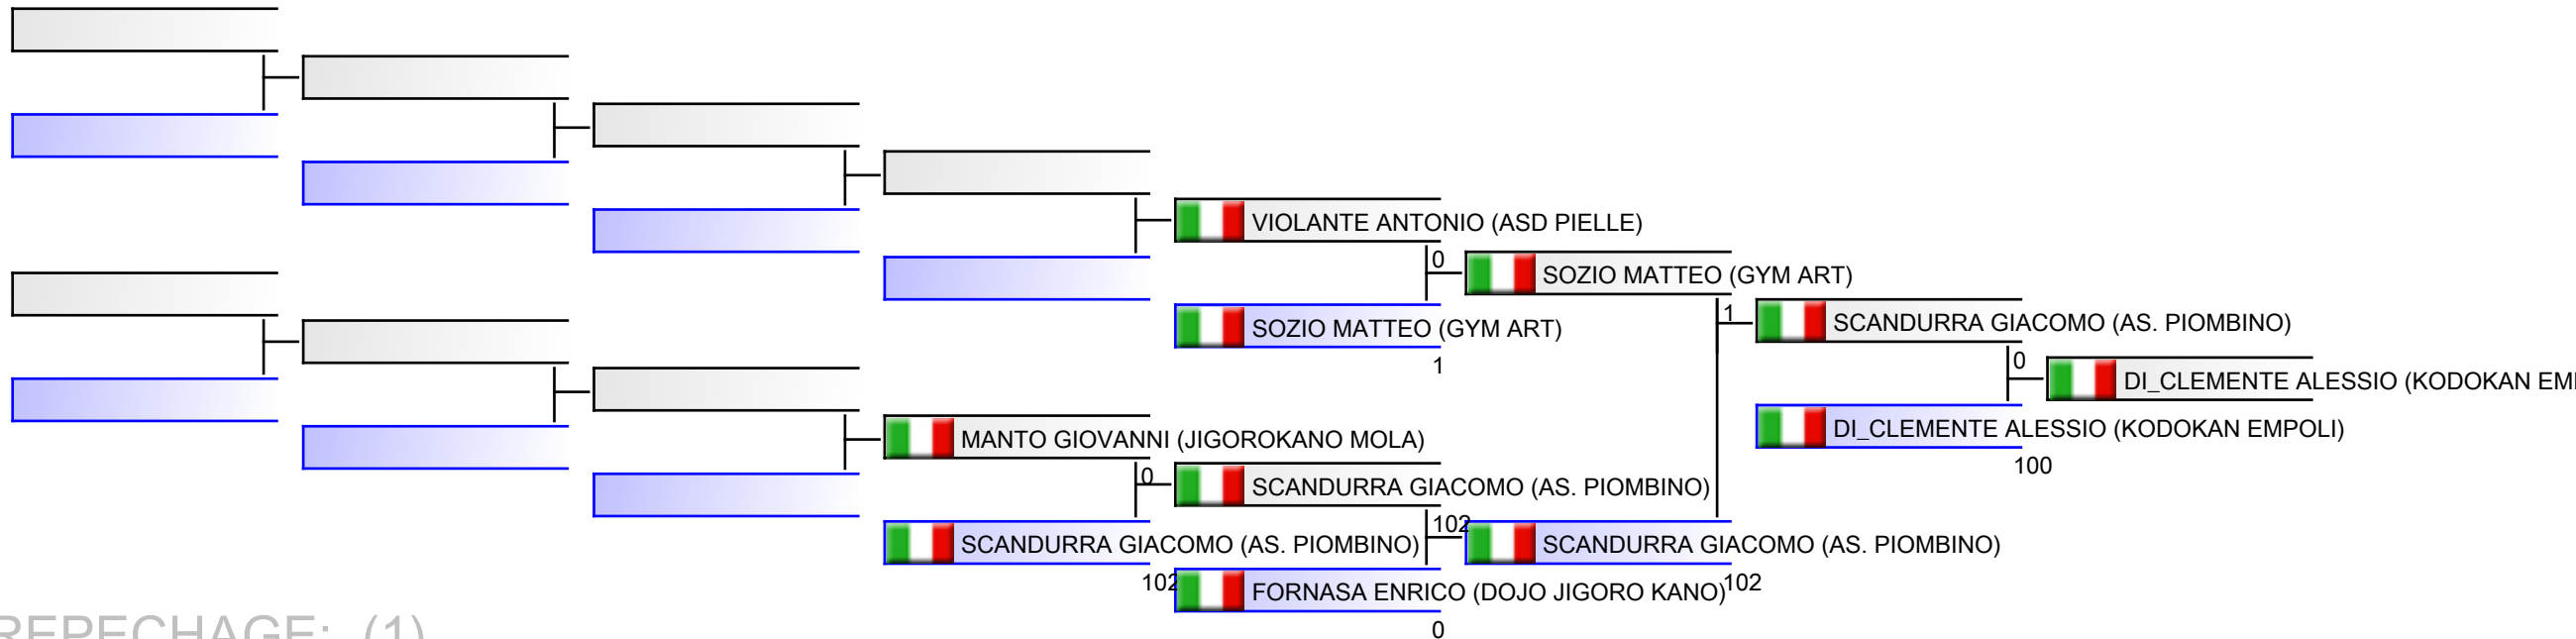 VIOLANTE ANTONIO (ASD PIELLE)
0
SOZIO MATTEO (GYM ART)
SOZIO MATTEO (GYM ART)
1
1
SCANDURRA GIACOMO (AS. PIOMBINO)
0
DI_CLEMENTE ALESSIO (KODOKAN
DI_CLEMENTE ALESSIO (KODOKAN EMPOLI)
100
MANTO GIOVANNI (JIGOROKANO MOLA)
0
SCANDURRA GIACOMO (AS. PIOMBINO)
102
SCANDURRA GIACOMO (AS. PIOMBINO)
102
SCANDURRA GIACOMO (AS. PIOMBINO)
102
FORNASA ENRICO (DOJO JIGORO KANO)
0
REPECHAGE: (1)